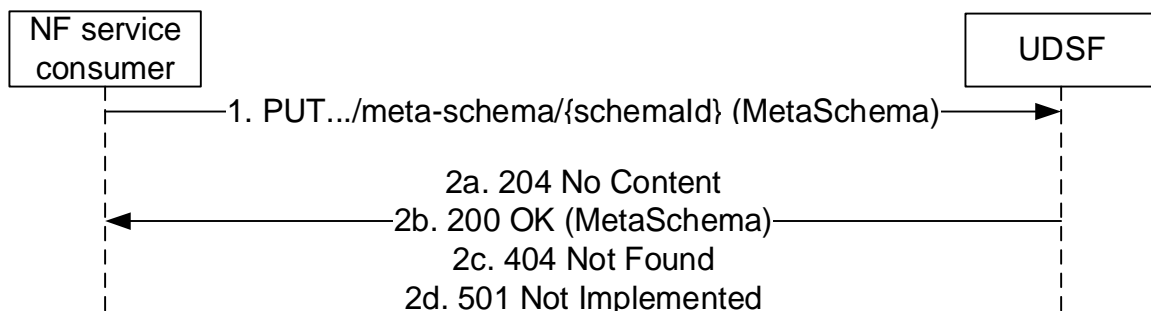 NF service
consumer
UDSF
1. PUT.../meta-schema/{schemaId} (MetaSchema)
2a. 204 No Content
2b. 200 OK (MetaSchema)
2c. 404 Not Found
2d. 501 Not Implemented